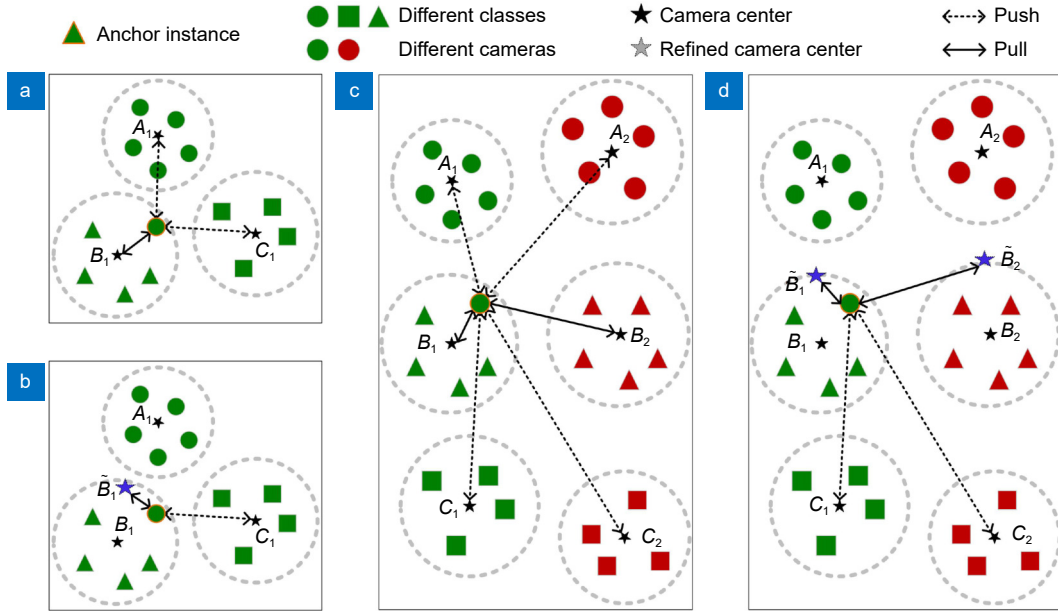 Anchor instance
Different classes
Different cameras
Camera center
Refined camera center
Push
Pull
a
A₁
B₁
C₁
b
A₁
B̃₁
B₁
C₁
c
A₁
A₂
B₁
B₂
C₁
C₂
d
A₁
A₂
B̃₁
B̃₂
B₁
B₂
C₁
C₂